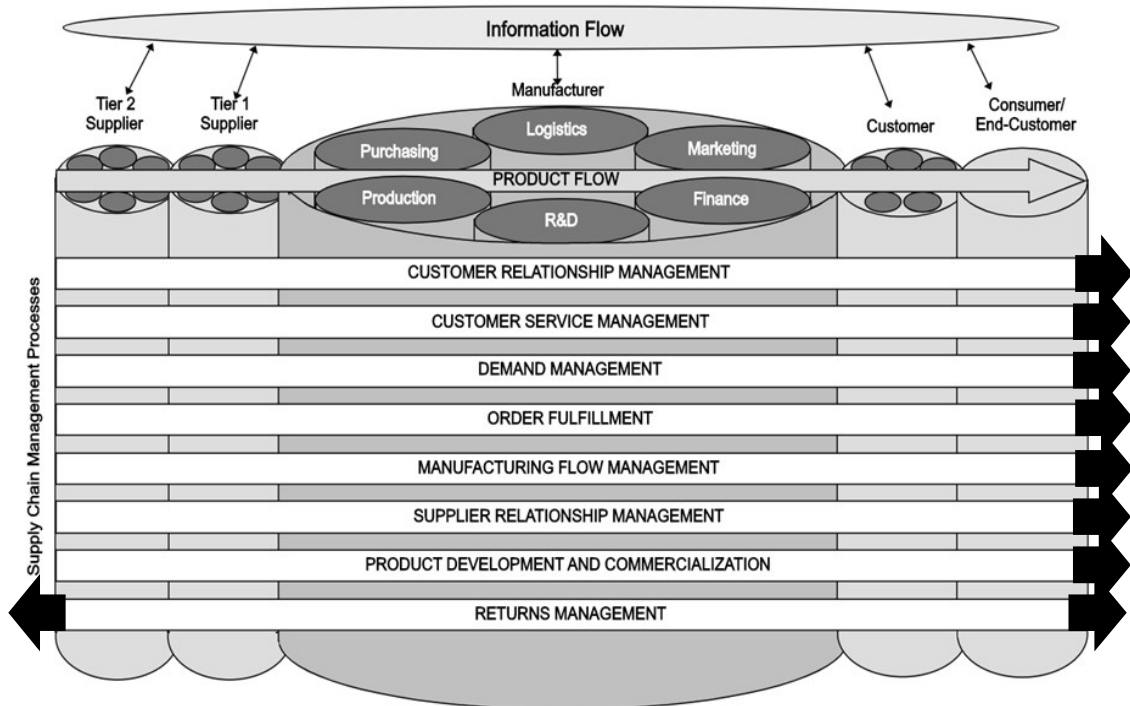 Information Flow
Tier 2
Supplier
Tier 1
Supplier
Manufacturer
Customer
Consumer/
End-Customer
Logistics
Purchasing
Marketing
PRODUCT FLOW
Production
Finance
R&D
Supply Chain Management Processes
CUSTOMER RELATIONSHIP MANAGEMENT
CUSTOMER SERVICE MANAGEMENT
DEMAND MANAGEMENT
ORDER FULFILLMENT
MANUFACTURING FLOW MANAGEMENT
SUPPLIER RELATIONSHIP MANAGEMENT
PRODUCT DEVELOPMENT AND COMMERCIALIZATION
RETURNS MANAGEMENT